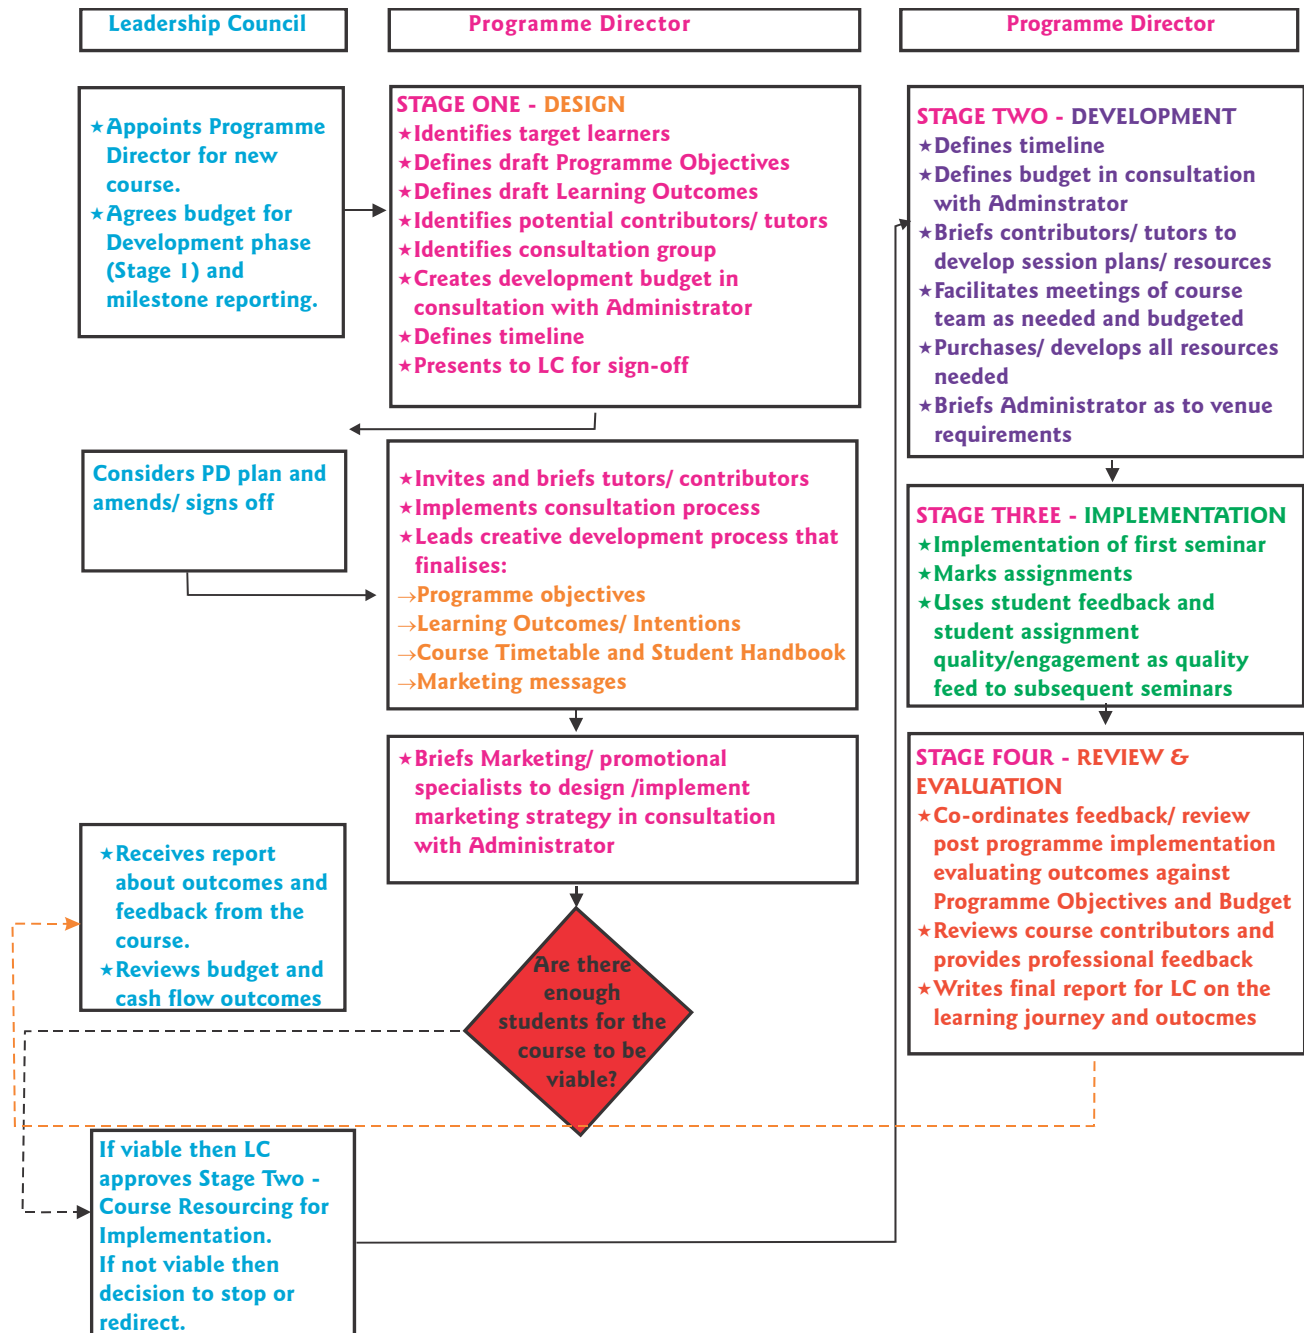 Leadership Council
Programme Director
Programme Director
★Appoints Programme
Director for new
course.
★Agrees budget for
Development phase
(Stage 1) and
milestone reporting.
STAGE ONE - DESIGN
★Identifies target learners
★Defines draft Programme Objectives
★Defines draft Learning Outcomes
★Identifies potential contributors/ tutors
★Identifies consultation group
★Creates development budget in
consultation with Administrator
★Defines timeline
★Presents to LC for sign-off
Considers PD plan and
amends/ signs off
★Invites and briefs tutors/ contributors
★Implements consultation process
★Leads creative development process that
finalises:
→Programme objectives
→Learning Outcomes/ Intentions
→Course Timetable and Student Handbook
→Marketing messages
★Briefs Marketing/ promotional
specialists to design /implement
marketing strategy in consultation
with Administrator
Are there
enough
students for the
course to be
viable?
If viable then LC
approves Stage Two -
Course Resourcing for
Implementation.
If not viable then
decision to stop or
redirect.
STAGE TWO - DEVELOPMENT
★Defines timeline
★Defines budget in consultation
with Adminstrator
★Briefs contributors/ tutors to
develop session plans/ resources
★Facilitates meetings of course
team as needed and budgeted
★Purchases/ develops all resources
needed
★Briefs Administrator as to venue
requirements
STAGE THREE - IMPLEMENTATION
★Implementation of first seminar
★Marks assignments
★Uses student feedback and
student assignment
quality/engagement as quality
feed to subsequent seminars
STAGE FOUR - REVIEW &
EVALUATION
★Co-ordinates feedback/ review
post programme implementation
evaluating outcomes against
Programme Objectives and Budget
★Reviews course contributors and
provides professional feedback
★Writes final report for LC on the
learning journey and outocmes
★Receives report
about outcomes and
feedback from the
course.
★Reviews budget and
cash flow outcomes